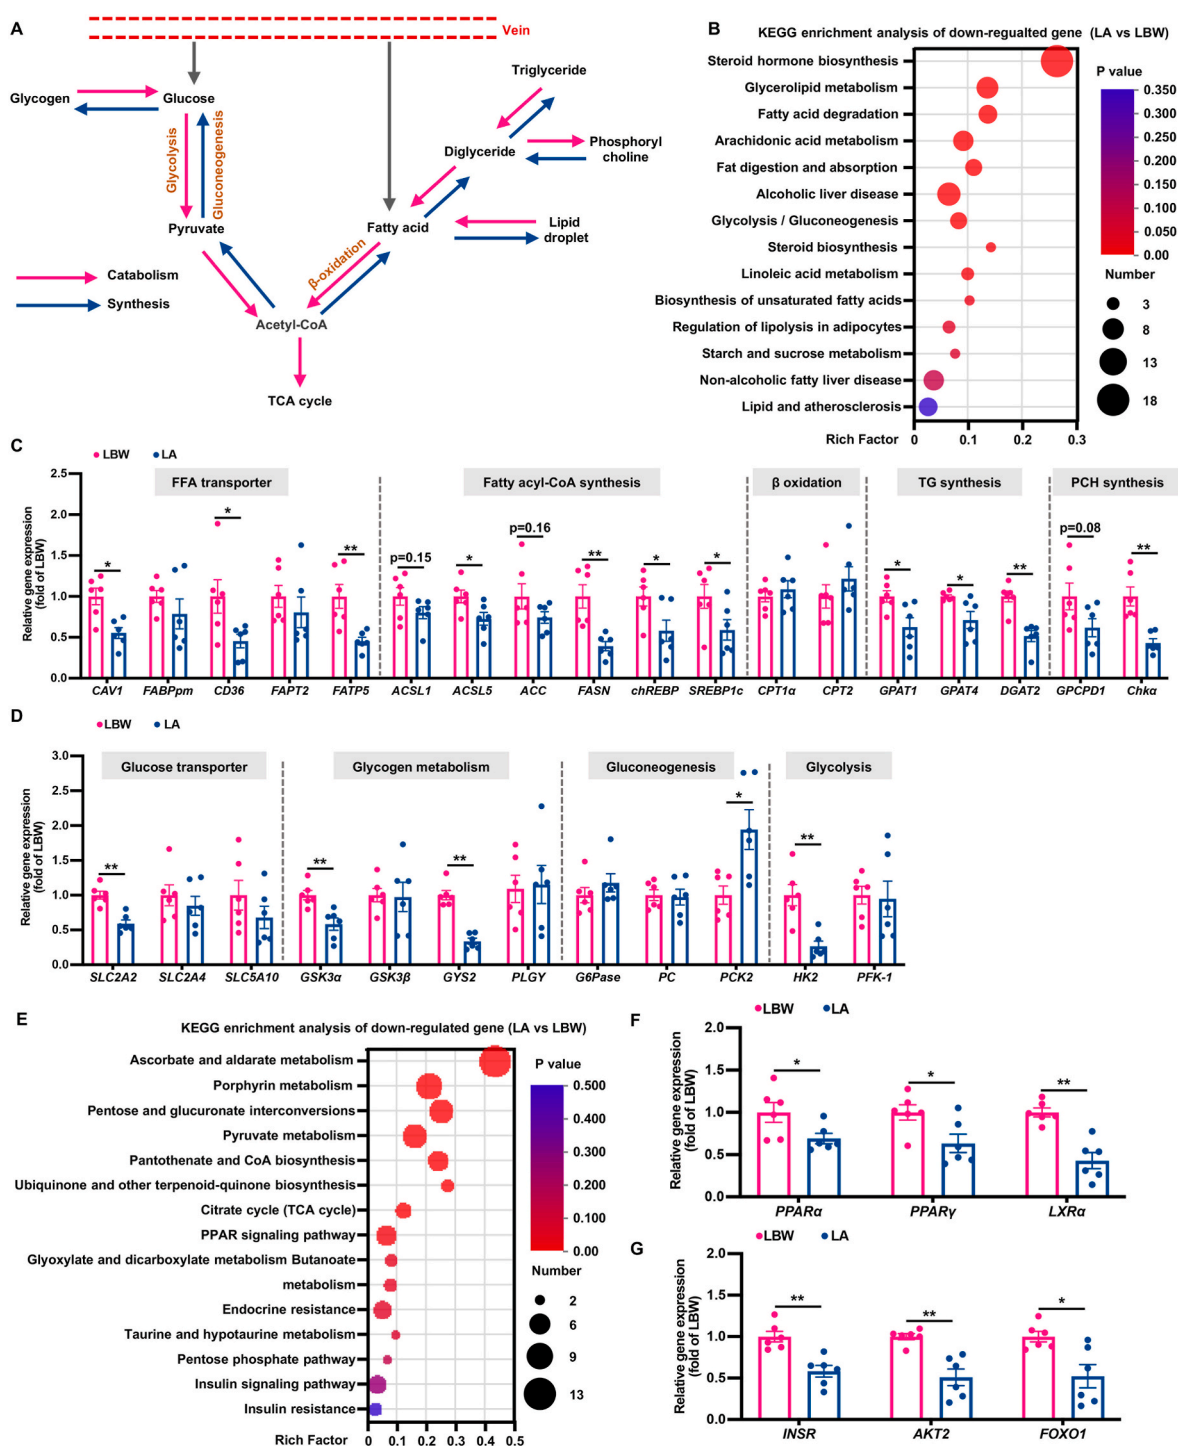 A
Vein
Triglyceride
Glycogen
Glucose
Phosphoryl
choline
Diglyceride
Glycolysis
Gluconeogenesis
Pyruvate
Fatty acid
Lipid
droplet
β-oxidation
Catabolism
Synthesis
Acetyl-CoA
TCA cycle
B
KEGG enrichment analysis of down-regualted gene (LA vs LBW)
Steroid hormone biosynthesis
Glycerolipid metabolism
Fatty acid degradation
Arachidonic acid metabolism
Fat digestion and absorption
Alcoholic liver disease
Glycolysis / Gluconeogenesis
Steroid biosynthesis
Linoleic acid metabolism
Biosynthesis of unsaturated fatty acids
Regulation of lipolysis in adipocytes
Starch and sucrose metabolism
Non-alcoholic fatty liver disease
Lipid and atherosclerosis
Rich Factor
0 0.1 0.2 0.3
P value
0.350
0.300
0.250
0.200
0.150
0.100
0.050
0.00
Number
3
8
13
18
C
LBW LA
Relative gene expression
(fold of LBW)
2.5
2.0
1.5
1.0
0.5
0.0
FFA transporter Fatty acyl-CoA synthesis β oxidation TG synthesis PCH synthesis
* * ** p=0.15 * p=0.16 ** * * * * ** p=0.08 **
CAV1 FABPpm CD36 FAPT2 FATP5 ACSL1 ACSL5 ACC FASN chREBP SREBP1c CPT1α CPT2 GPAT1 GPAT4 DGAT2 GPCPD1 Chkα
D
LBW LA
Relative gene expression
(fold of LBW)
3.0
2.5
2.0
1.5
1.0
0.5
0.0
Glucose transporter Glycogen metabolism Gluconegenesis Glycolysis
** ** ** * **
SLC2A2 SLC2A4 SLC5A10 GSK3α GSK3β GYS2 PLGY G6Pase PC PCK2 HK2 PFK-1
E
KEGG enrichment analysis of down-regulated gene (LA vs LBW)
Ascorbate and aldarate metabolism
Porphyrin metabolism
Pentose and glucuronate interconversions
Pyruvate metabolism
Pantothenate and CoA biosynthesis
Ubiquinone and other terpenoid-quinone biosynthesis
Citrate cycle (TCA cycle)
PPAR signaling pathway
Glyoxylate and dicarboxylate metabolism Butanoate
metabolism
Endocrine resistance
Taurine and hypotaurine metabolism
Pentose phosphate pathway
Insulin signaling pathway
Insulin resistance
Rich Factor
0 0.1 0.2 0.3 0.4 0.5
P value
0.500
0.400
0.300
0.200
0.100
0.00
Number
2
6
9
13
F
LBW LA
Relative gene expression
(fold of LBW)
2.0
1.5
1.0
0.5
0.0
* * **
PPARα PPARγ LXRα
G
LBW LA
Relative gene expression
(fold of LBW)
2.0
1.5
1.0
0.5
0.0
** ** *
INSR AKT2 FOXO1